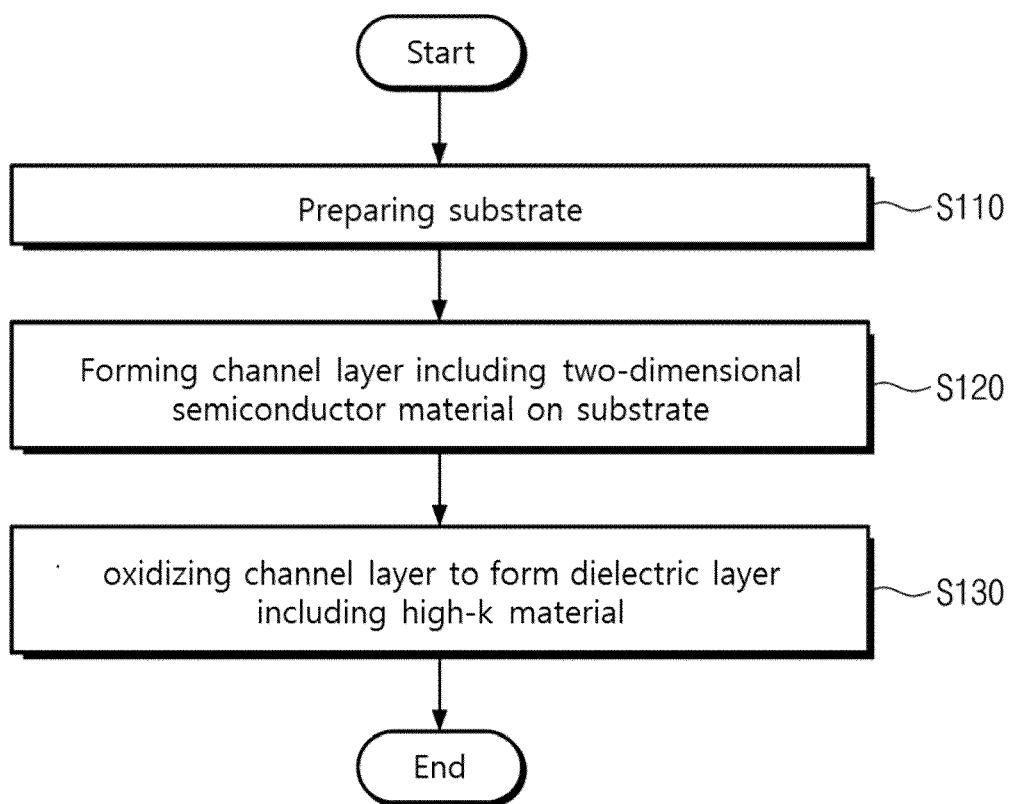 Start
Preparing substrate
S110
Forming channel layer including two-dimensional
semiconductor material on substrate
S120
oxidizing channel layer to form dielectric layer
including high-k material
S130
End